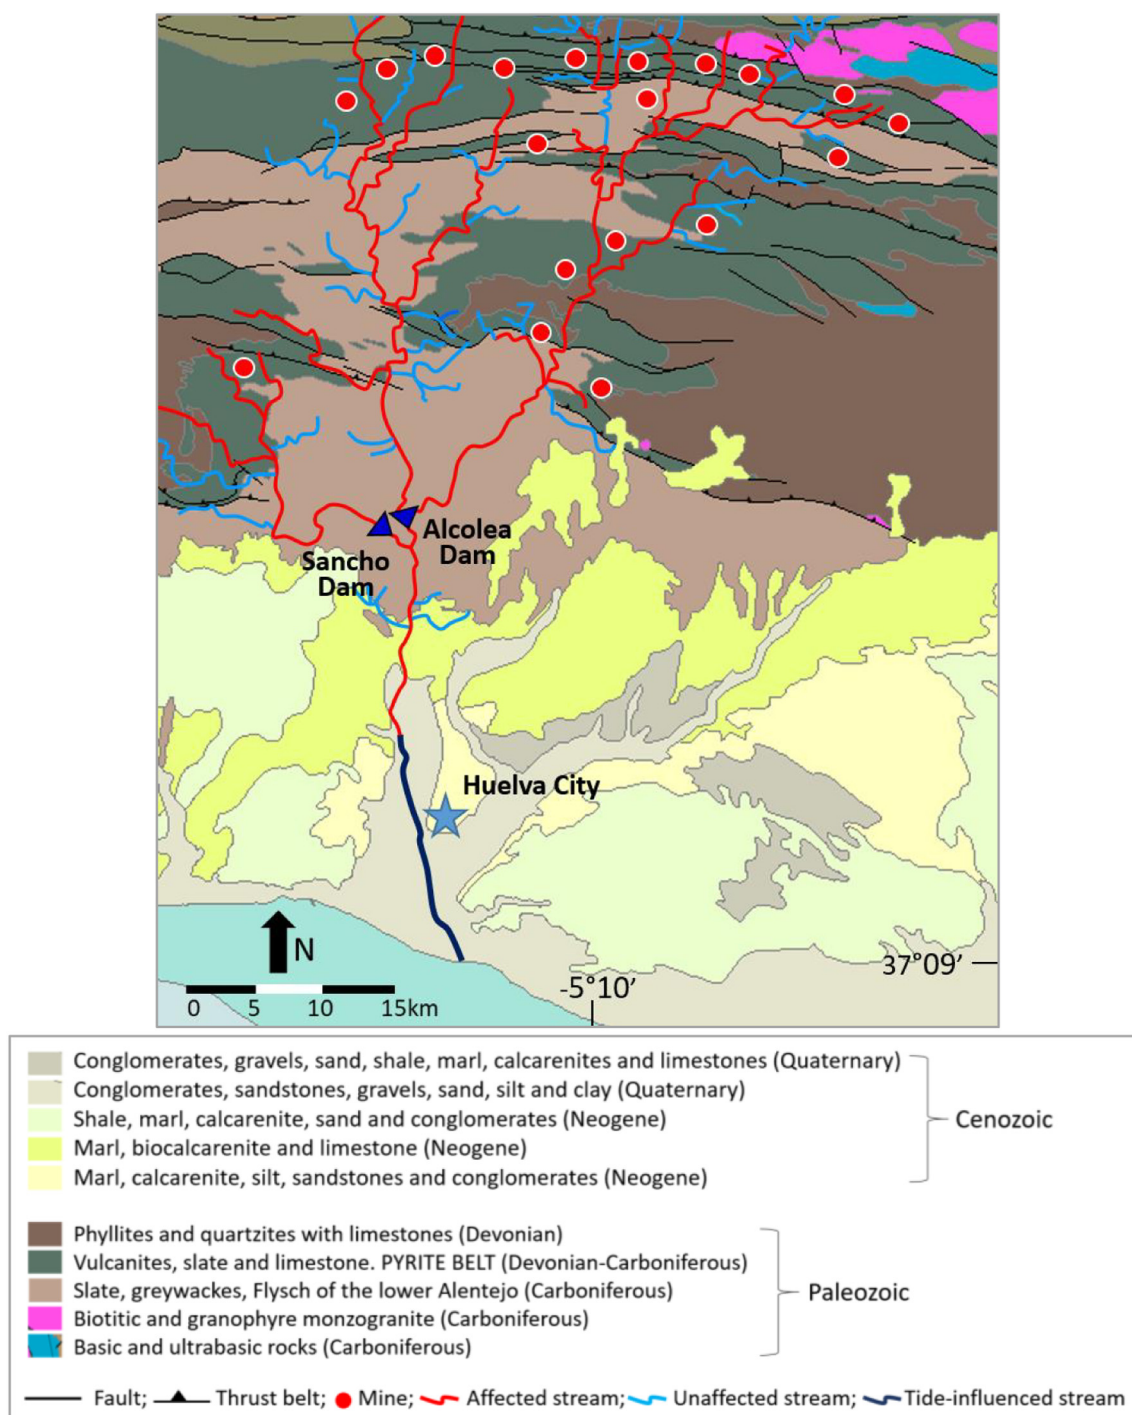 Alcolea
Dam
Sancho
Dam
Huelva City
N
37°09’
-5°10’
0 5 10 15km
Conglomerates, gravels, sand, shale, marl, calcarenites and limestones (Quaternary)
Conglomerates, sandstones, gravels, sand, silt and clay (Quaternary)
Shale, marl, calcarenite, sand and conglomerates (Neogene)
Cenozoic
Marl, biocalcarenite and limestone (Neogene)
Marl, calcarenite, silt, sandstones and conglomerates (Neogene)
Phyllites and quartzites with limestones (Devonian)
Vulcanites, slate and limestone. PYRITE BELT (Devonian-Carboniferous)
Slate, greywackes, Flysch of the lower Alentejo (Carboniferous)
Paleozoic
Biotitic and granophyre monzogranite (Carboniferous)
Basic and ultrabasic rocks (Carboniferous)
Fault; Thrust belt; Mine; Affected stream; Unaffected stream; Tide-influenced stream